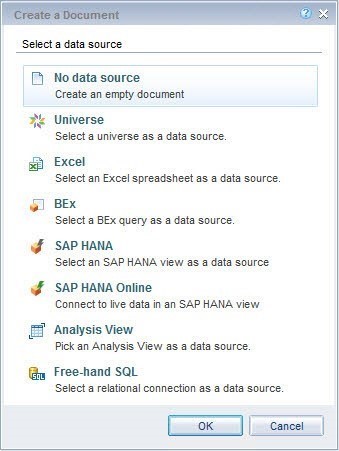 Create a Document
Select a data source
No data source
Create an empty document
Universe
Select a universe as a data source.
Excel
Select an Excel spreadsheet as a data source.
BEx
Select a BEx query as a data source.
SAP HANA
Select an SAP HANA view as a data source
SAP HANA Online
Connect to live data in an SAP HANA view
Analysis View
Pick an Analysis View as a data source.
Free-hand SQL
Select a relational connection as a data source.
OK Cancel